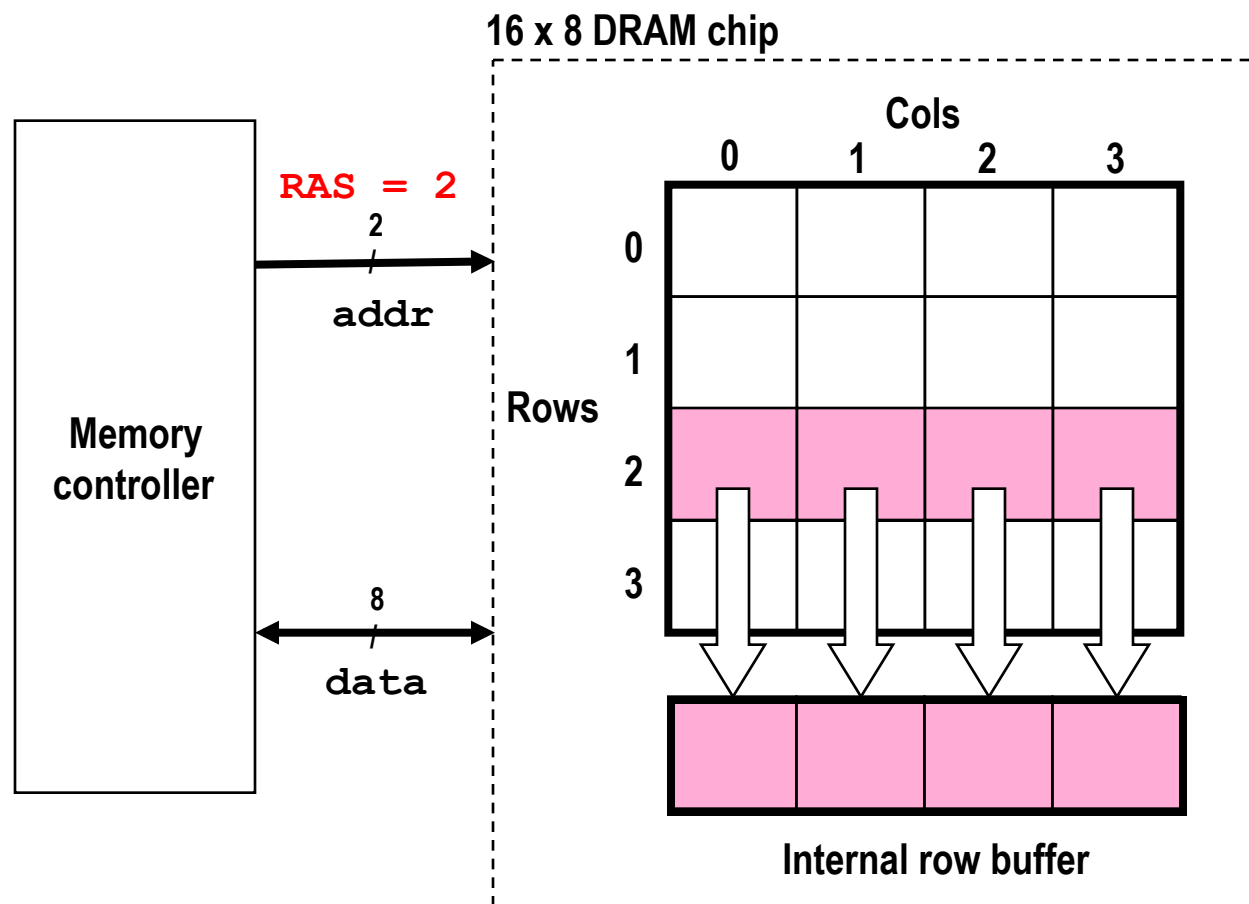 16 x 8 DRAM chip
Cols
0 1 2 3
RAS = 2
2
addr
0
1
Rows
2
3
Memory
controller
8
data
Internal row buffer